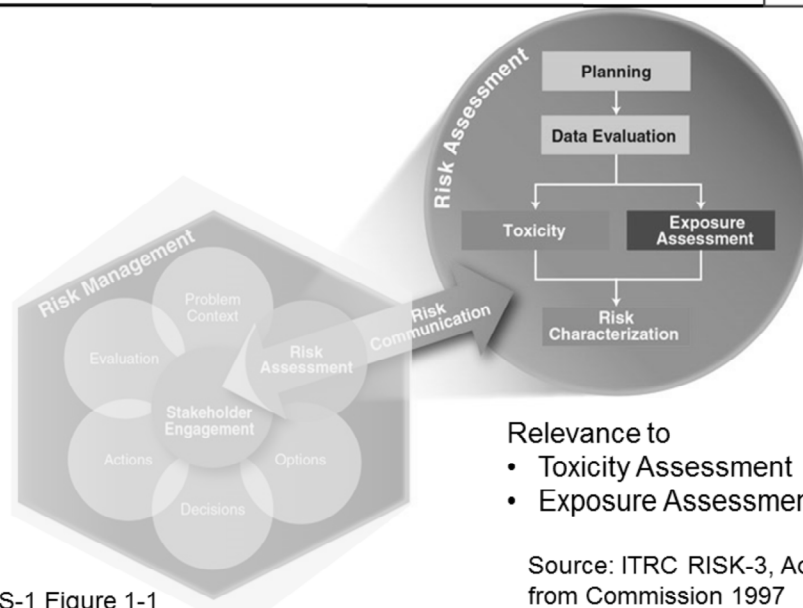 Risk Assessment
Planning
Data Evaluation
Toxicity
Exposure
Assessment
Risk
Characterization
Risk Management
Problem
Context
Evaluation
Risk
Assessment
Risk
Communication
Stakeholder
Engagement
Actions
Options
Decisions
Relevance to
• Toxicity Assessment
• Exposure Assessmen
Source: ITRC RISK-3, Ad
from Commission 1997
S-1 Figure 1-1